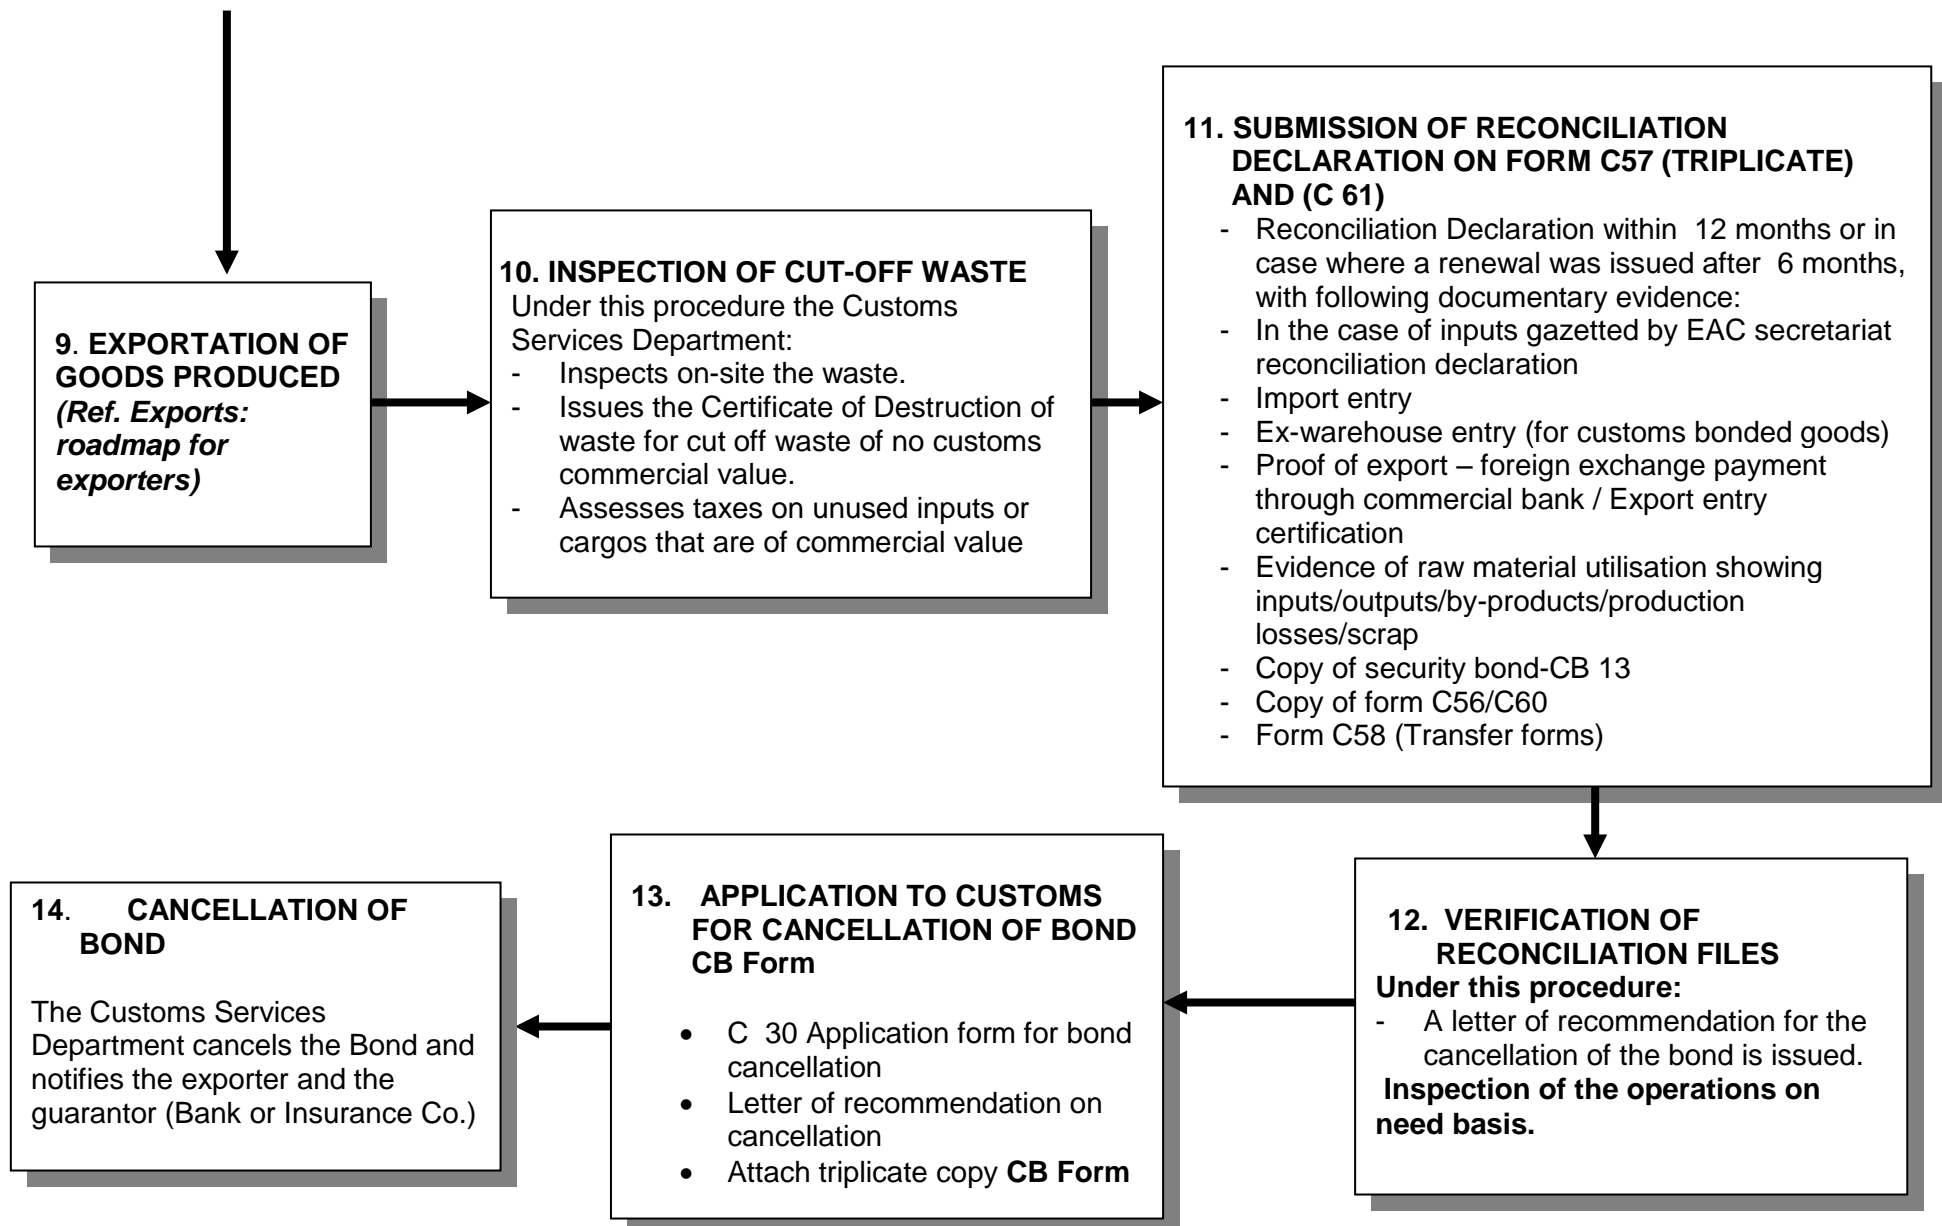 9. EXPORTATION OF
GOODS PRODUCED
(Ref. Exports:
roadmap for
exporters)
10. INSPECTION OF CUT-OFF WASTE
Under this procedure the Customs
Services Department:
- Inspects on-site the waste.
- Issues the Certificate of Destruction of
waste for cut off waste of no customs
commercial value.
- Assesses taxes on unused inputs or
cargos that are of commercial value
11. SUBMISSION OF RECONCILIATION
DECLARATION ON FORM C57 (TRIPLICATE)
AND (C 61)
- Reconciliation Declaration within 12 months or in
case where a renewal was issued after 6 months,
with following documentary evidence:
- In the case of inputs gazetted by EAC secretariat
reconciliation declaration
- Import entry
- Ex-warehouse entry (for customs bonded goods)
- Proof of export – foreign exchange payment
through commercial bank / Export entry
certification
- Evidence of raw material utilisation showing
inputs/outputs/by-products/production
losses/scrap
- Copy of security bond-CB 13
- Copy of form C56/C60
- Form C58 (Transfer forms)
12. VERIFICATION OF
RECONCILIATION FILES
Under this procedure:
- A letter of recommendation for the
cancellation of the bond is issued.
Inspection of the operations on
need basis.
13. APPLICATION TO CUSTOMS
FOR CANCELLATION OF BOND
CB Form
• C 30 Application form for bond
cancellation
• Letter of recommendation on
cancellation
• Attach triplicate copy CB Form
14. CANCELLATION OF
BOND
The Customs Services
Department cancels the Bond and
notifies the exporter and the
guarantor (Bank or Insurance Co.)